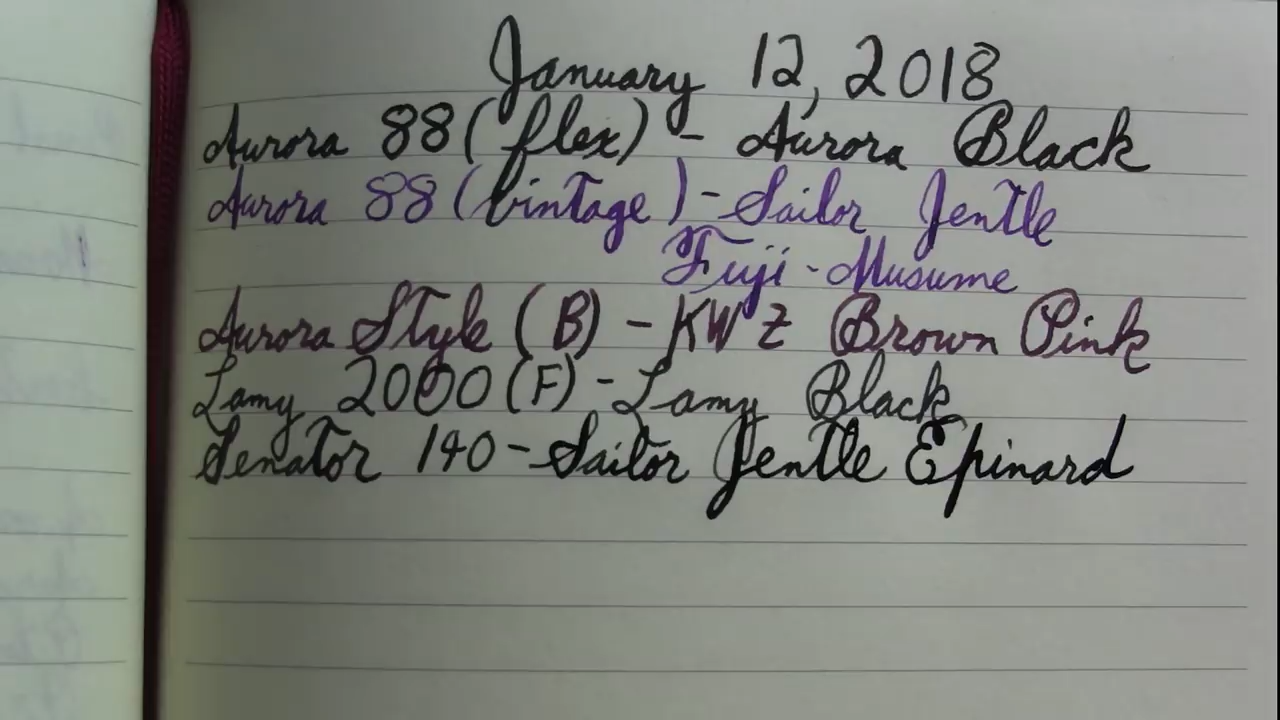 January 12, 2018
Aurora 88 (flex) - Aurora Black
Aurora 88 (vintage) - Sailor Jentle
Fuji-Musume
Aurora Style (B) - KWZ Brown Pink
Lamy 2000 (F) - Lamy Black
Senator 140 - Sailor Jentle Epinard